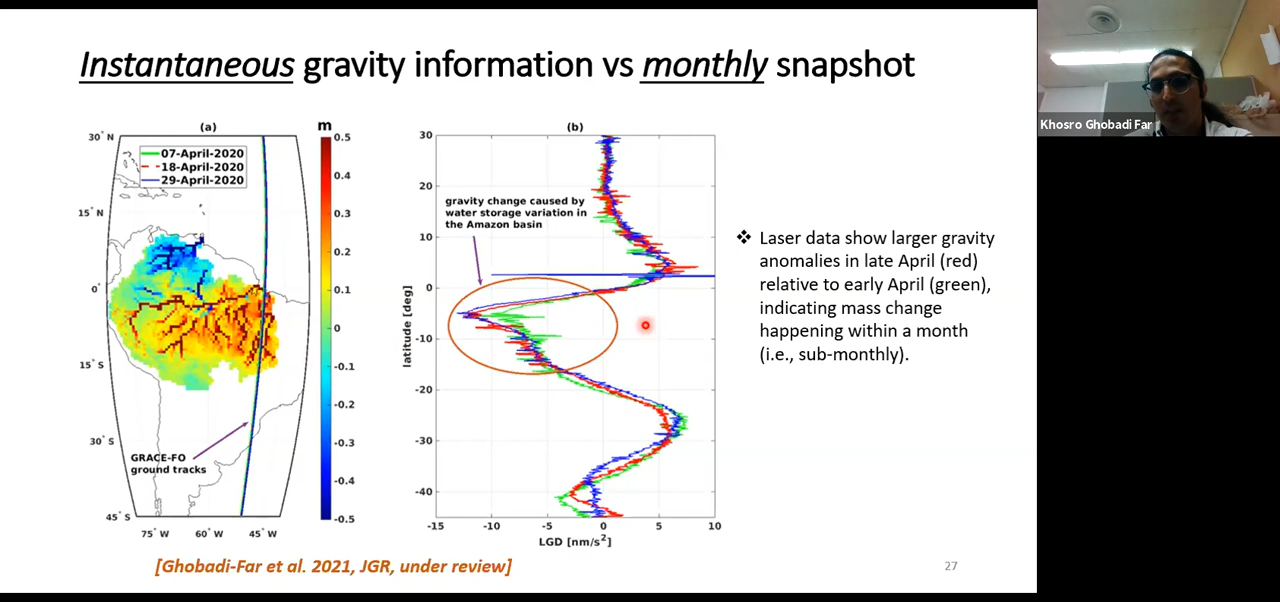 Instantaneous gravity information vs monthly snapshot
Khosro Ghobadi Far
(a)
m
30° N
15° N
0°
15° S
30° S
45° S
75° W
60° W
45° W
07-April-2020
18-April-2020
29-April-2020
GRACE-FO
ground tracks
0.5
0.4
0.3
0.2
0.1
0
-0.1
-0.2
-0.3
-0.4
-0.5
(b)
30
20
10
0
-10
-20
-30
-40
latitude [deg]
gravity change caused by
water storage variation in
the Amazon basin
-15
-10
-5
0
5
10
LGD [nm/s²]
❖ Laser data show larger gravity
anomalies in late April (red)
relative to early April (green),
indicating mass change
happening within a month
(i.e., sub-monthly).
[Ghobadi-Far et al. 2021, JGR, under review]
27